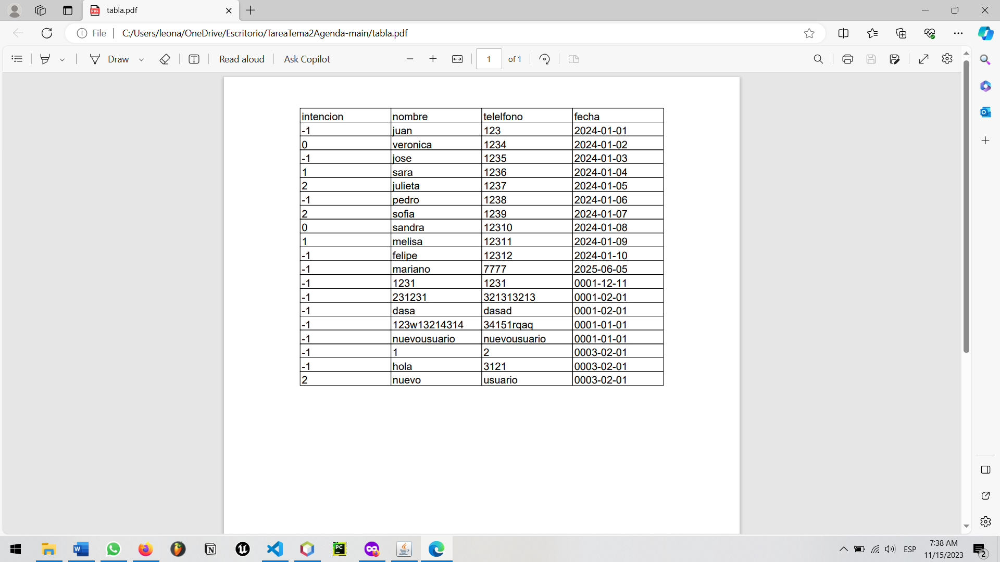 tabla.pdf
File C:/Users/leona/OneDrive/Escritorio/TareaTema2Agenda-main/tabla.pdf
Draw Read aloud Ask Copilot 1 of 1
intencion nombre telelfono fecha
-1 juan 123 2024-01-01
0 veronica 1234 2024-01-02
-1 jose 1235 2024-01-03
1 sara 1236 2024-01-04
2 julieta 1237 2024-01-05
-1 pedro 1238 2024-01-06
2 sofia 1239 2024-01-07
0 sandra 12310 2024-01-08
1 melisa 12311 2024-01-09
-1 felipe 12312 2024-01-10
-1 mariano 7777 2025-06-05
-1 1231 1231 0001-12-11
-1 231231 321313213 0001-02-01
-1 dasa dasad 0001-02-01
-1 123w13214314 34151rqaq 0001-01-01
-1 nuevousuario nuevousuario 0001-01-01
-1 1 2 0003-02-01
-1 hola 3121 0003-02-01
2 nuevo usuario 0003-02-01
ESP 7:38 AM
11/15/2023 2